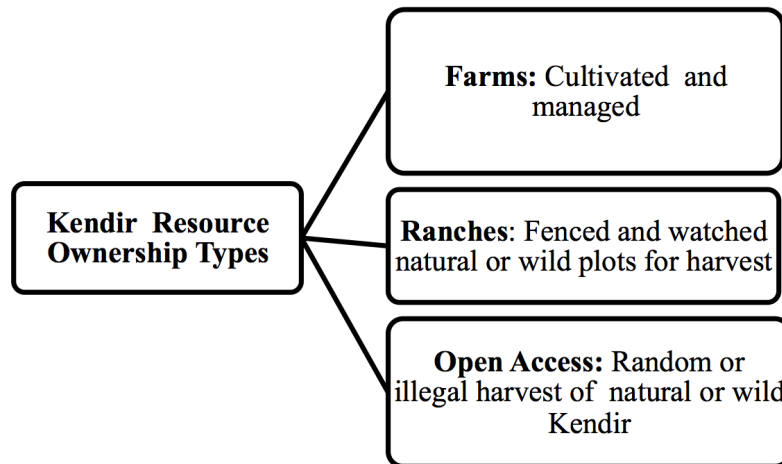 Farms: Cultivated and
managed
Kendir Resource
Ownership Types
Ranches: Fenced and watched
natural or wild plots for harvest
Open Access: Random or
illegal harvest of natural or wild
Kendir